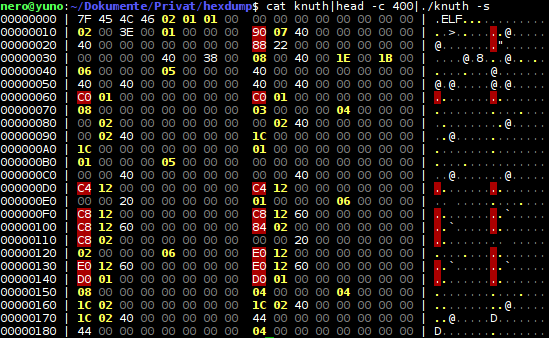 nero@yuno:~/Dokumente/Privat/hexdump$ cat knuth|head -c 400|./knuth -s
00000000 | 7F 45 4C 46 02 01 01 00 00 00 00 00 00 00 00 00 | .ELF............
00000010 | 02 00 3E 00 01 00 00 00 90 07 40 00 00 00 00 00 | ..>.......@.....
00000020 | 40 00 00 00 00 00 00 00 88 22 00 00 00 00 00 00 | @........"......
00000030 | 00 00 00 00 40 00 38 00 08 00 40 00 1E 00 1B 00 | ....@.8...@.....
00000040 | 06 00 00 00 05 00 00 00 40 00 00 00 00 00 00 00 | ........@.......
00000050 | 40 00 40 00 00 00 00 00 40 00 40 00 00 00 00 00 | @.@.....@.@.....
00000060 | C0 01 00 00 00 00 00 00 C0 01 00 00 00 00 00 00 | ................
00000070 | 08 00 00 00 00 00 00 00 03 00 00 00 04 00 00 00 | ................
00000080 | 00 02 00 00 00 00 00 00 00 02 40 00 00 00 00 00 | ..........@.....
00000090 | 00 02 40 00 00 00 00 00 1C 00 00 00 00 00 00 00 | ..@.............
000000A0 | 1C 00 00 00 00 00 00 00 01 00 00 00 00 00 00 00 | ................
000000B0 | 01 00 00 00 05 00 00 00 00 00 00 00 00 00 00 00 | ................
000000C0 | 00 00 40 00 00 00 00 00 00 00 40 00 00 00 00 00 | ..@.......@.....
000000D0 | C4 12 00 00 00 00 00 00 C4 12 00 00 00 00 00 00 | ................
000000E0 | 00 00 20 00 00 00 00 00 01 00 00 00 06 00 00 00 | .. .............
000000F0 | C8 12 00 00 00 00 00 00 C8 12 60 00 00 00 00 00 | ..........`.....
00000100 | C8 12 60 00 00 00 00 00 84 02 00 00 00 00 00 00 | ..`.............
00000110 | C8 02 00 00 00 00 00 00 00 00 20 00 00 00 00 00 | .......... .....
00000120 | 02 00 00 00 06 00 00 00 E0 12 00 00 00 00 00 00 | ................
00000130 | E0 12 60 00 00 00 00 00 E0 12 60 00 00 00 00 00 | ..`.......`.....
00000140 | D0 01 00 00 00 00 00 00 D0 01 00 00 00 00 00 00 | ................
00000150 | 08 00 00 00 00 00 00 00 04 00 00 00 04 00 00 00 | ................
00000160 | 1C 02 00 00 00 00 00 00 1C 02 40 00 00 00 00 00 | ..........@.....
00000170 | 1C 02 40 00 00 00 00 00 44 00 00 00 00 00 00 00 | ..@.....D.......
00000180 | 44 00 00 00 00 00 00 00 04 00 00 00 00 00 00 00 | D...............